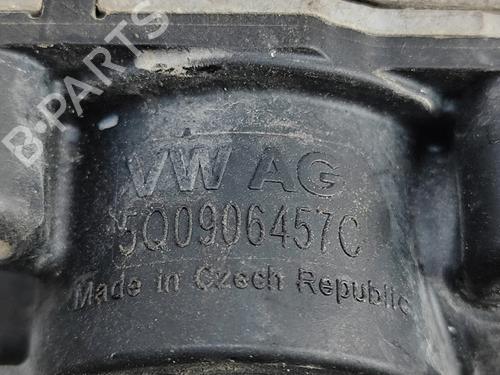 B-PARTS
VW AG
5Q0906457C
Made in Czech Republic